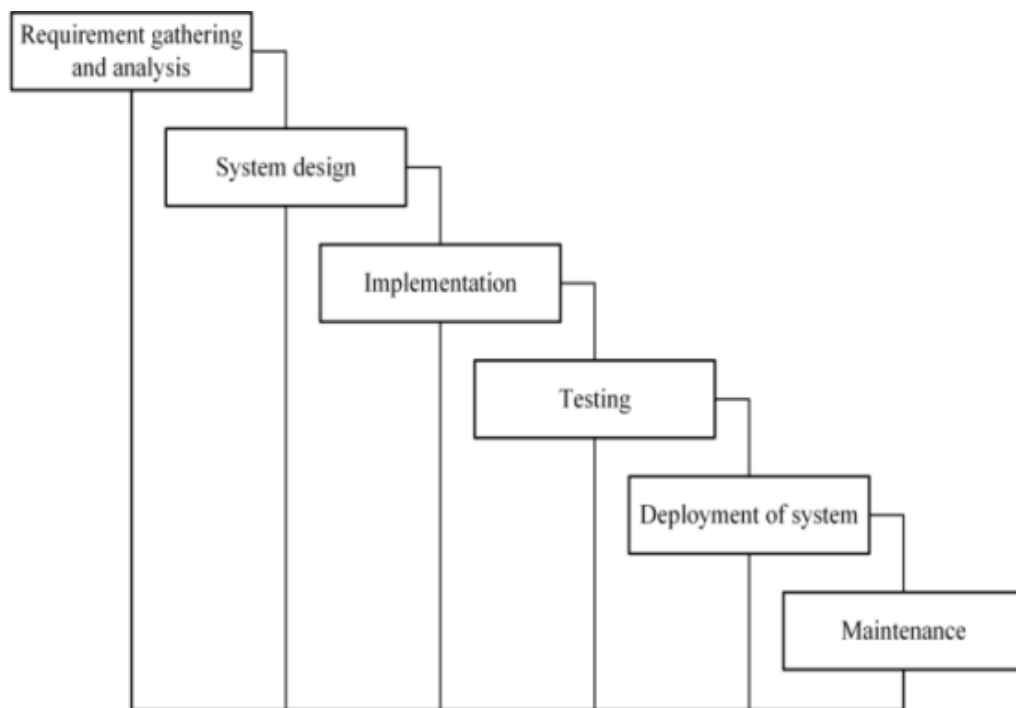 Requirement gathering
and analysis
System design
Implementation
Testing
Deployment of system
Maintenance